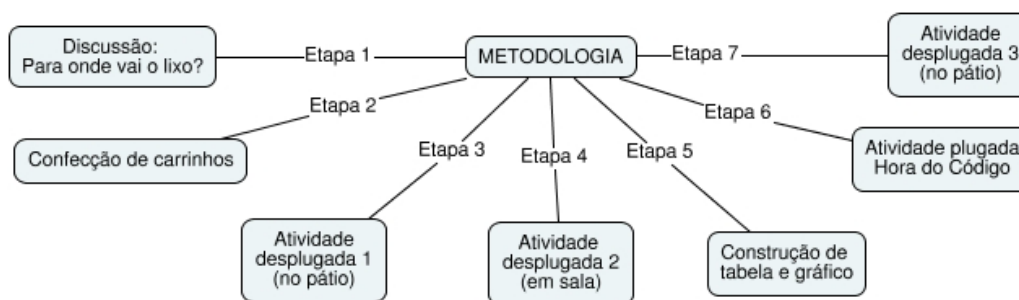 METODOLOGIA
Etapa 1
Discussão:
Para onde vai o lixo?
Etapa 2
Confecção de carrinhos
Etapa 3
Atividade
desplugada 1
(no pátio)
Etapa 4
Atividade
desplugada 2
(em sala)
Etapa 5
Construção de
tabela e gráfico
Etapa 6
Atividade plugada
Hora do Código
Etapa 7
Atividade
desplugada 3
(no pátio)